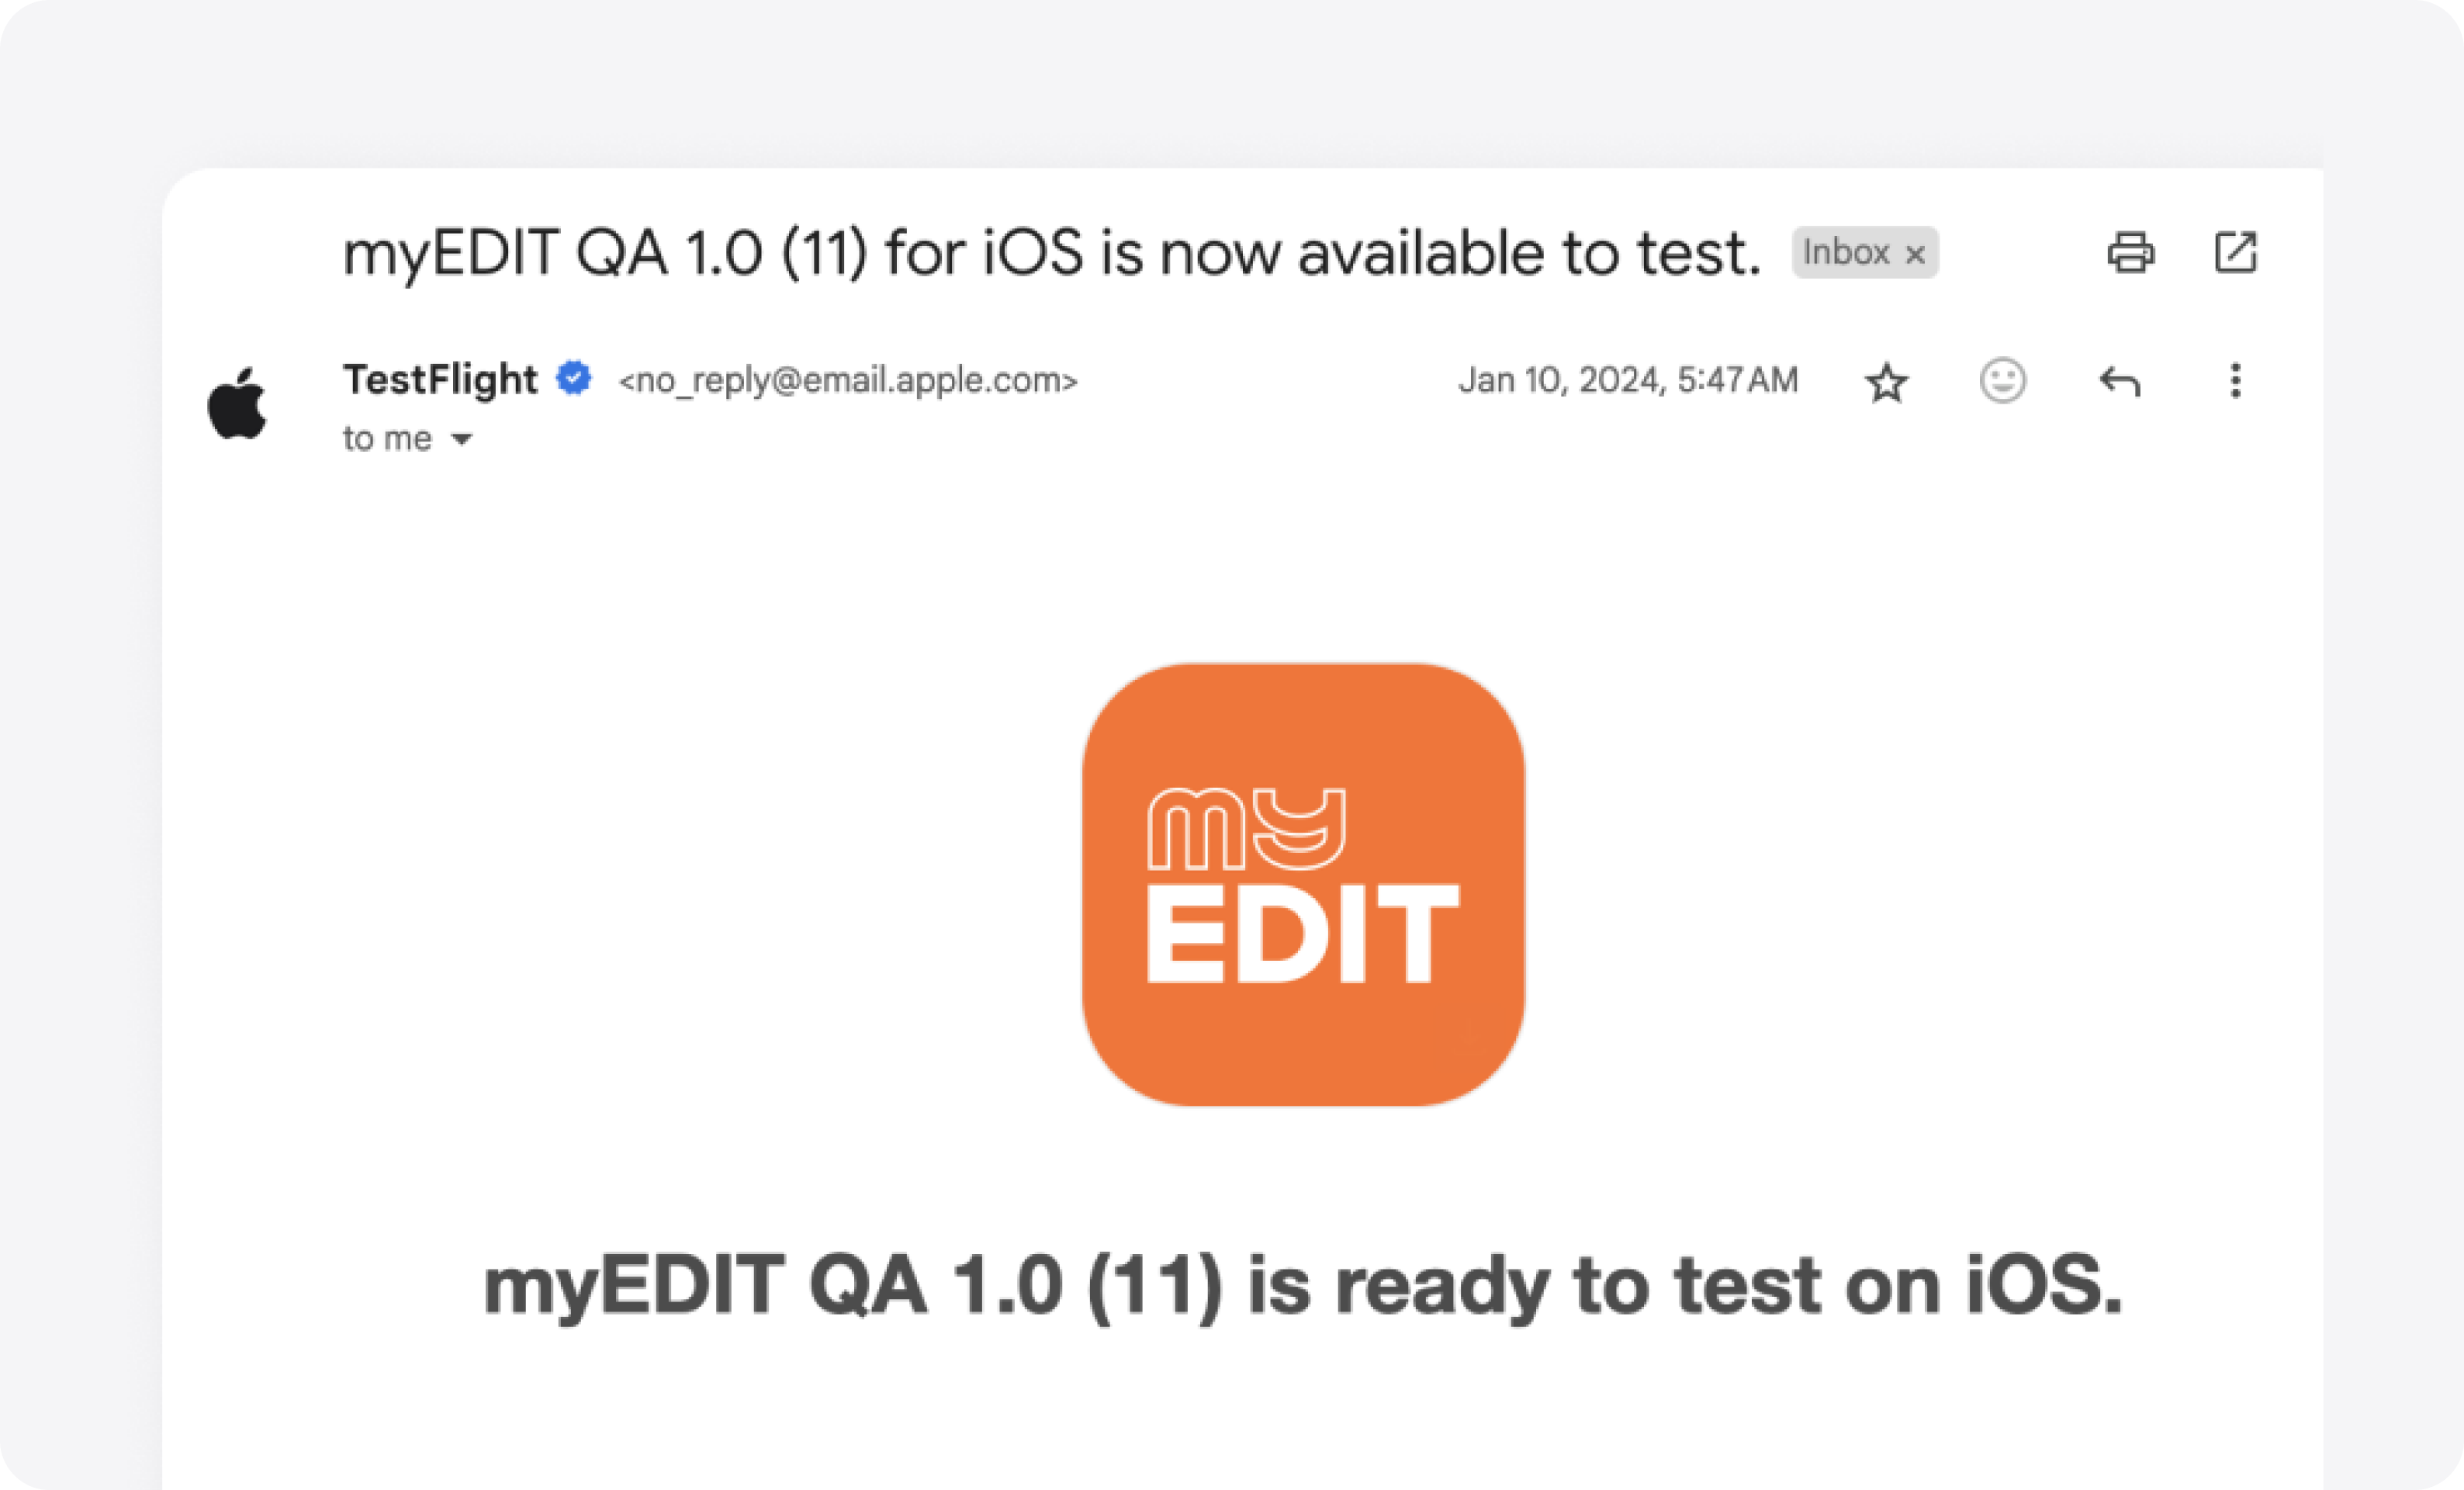 myEDIT QA 1.0 (11) for iOS is now available to test. Inbox x
TestFlight <no_reply@email.apple.com> Jan 10, 2024, 5:47 AM
to me
my
EDIT
myEDIT QA 1.0 (11) is ready to test on iOS.